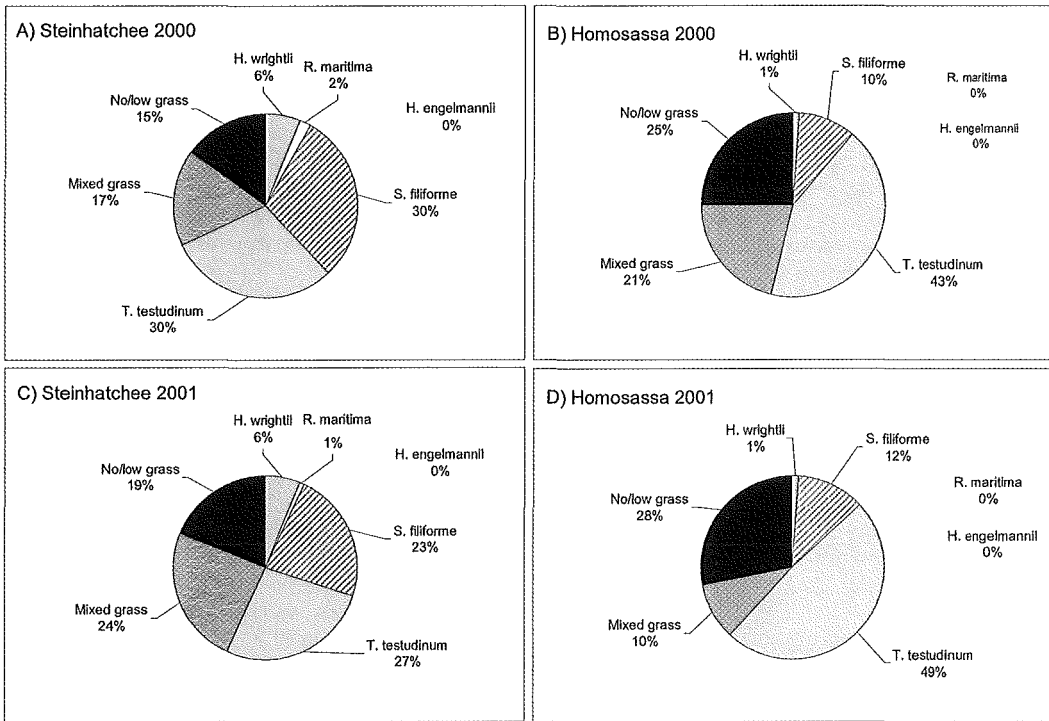 A) Steinhatchee 2000
H. wrightii
6%
R. maritima
2%
H. engelmannii
0%
No/low grass
15%
Mixed grass
17%
S. filiforme
30%
T. testudinum
30%
B) Homosassa 2000
H. wrightii
1%
S. filiforme
10%
R. maritima
0%
H. engelmannii
0%
No/low grass
25%
Mixed grass
21%
T. testudinum
43%
C) Steinhatchee 2001
H. wrightii
6%
R. maritima
1%
H. engelmannii
0%
No/low grass
19%
S. filiforme
23%
Mixed grass
24%
T. testudinum
27%
D) Homosassa 2001
H. wrightii
1%
S. filiforme
12%
R. maritima
0%
H. engelmannii
0%
No/low grass
28%
Mixed grass
10%
T. testudinum
49%